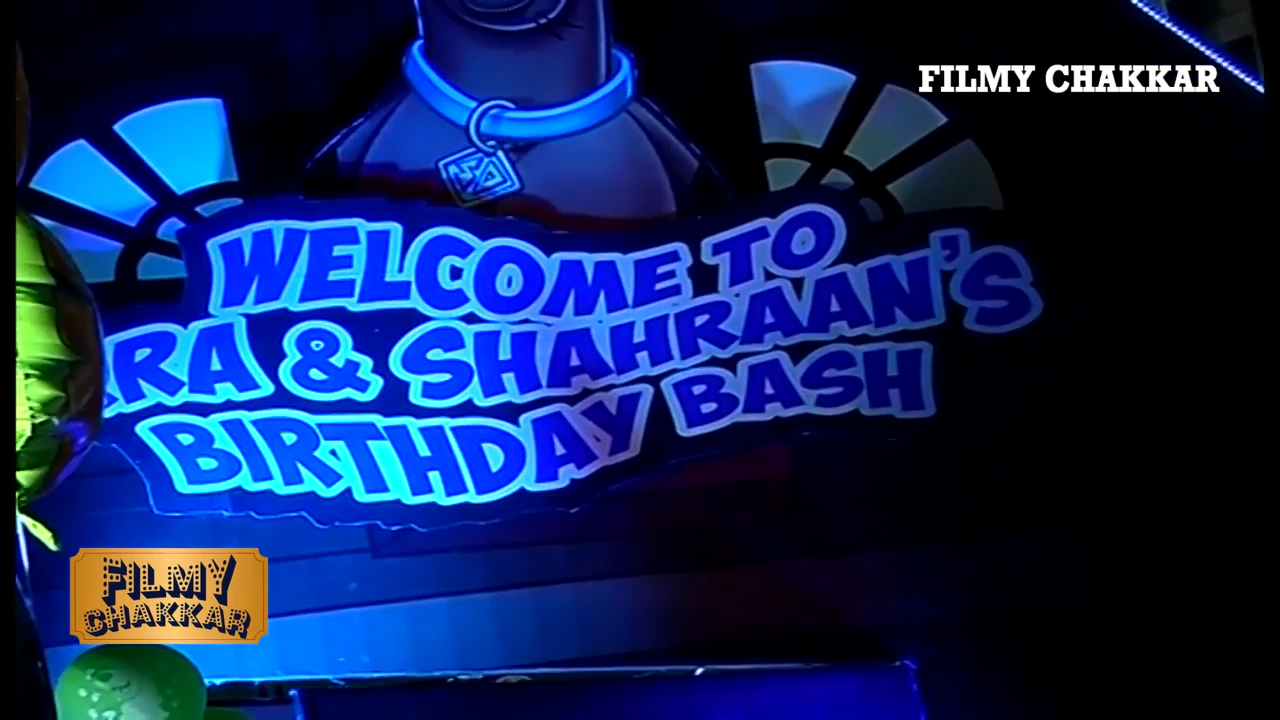 FILMY CHAKKAR
WELCOME TO
RA & SHAHRAAN'S
BIRTHDAY BASH
FILMY
CHAKKAR